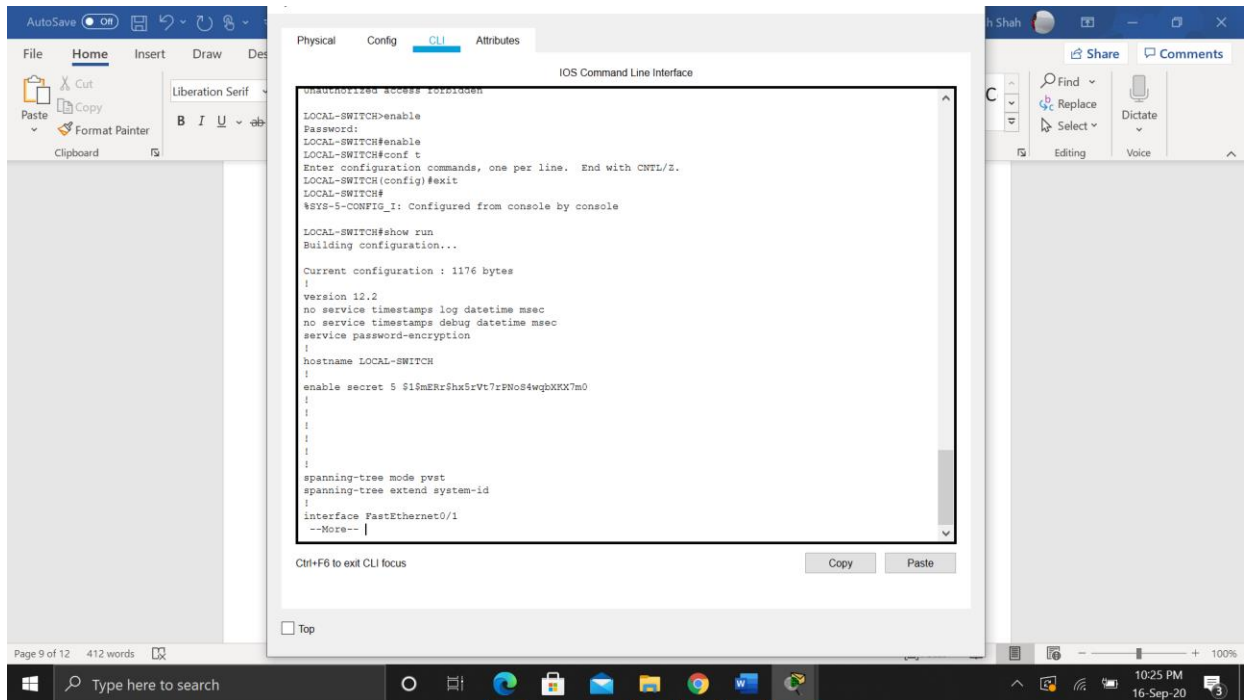 AutoSave Off
h Shah
File Home Insert Draw Des
Share Comments
Paste
Cut
Copy
Format Painter
Clipboard
Liberation Serif
B I U ab
Find
Replace
Select
Editing
Dictate
Voice
Physical Config CLI Attributes
IOS Command Line Interface
Unauthorized access forbidden
LOCAL-SWITCH>enable
Password:
LOCAL-SWITCH#enable
LOCAL-SWITCH#conf t
Enter configuration commands, one per line. End with CNTL/Z.
LOCAL-SWITCH(config)#exit
LOCAL-SWITCH#
%SYS-5-CONFIG_I: Configured from console by console
LOCAL-SWITCH#show run
Building configuration...
Current configuration : 1176 bytes
!
version 12.2
no service timestamps log datetime msec
no service timestamps debug datetime msec
service password-encryption
!
hostname LOCAL-SWITCH
!
enable secret 5 $1$mERr$hx5rVt7rPNoS4wqbXKX7m0
!
!
!
!
!
!
spanning-tree mode pvst
spanning-tree extend system-id
!
interface FastEthernet0/1
--More--
Ctrl+F6 to exit CLI focus
Copy Paste
Top
Page 9 of 12 412 words
100%
Type here to search
10:25 PM
16-Sep-20
3